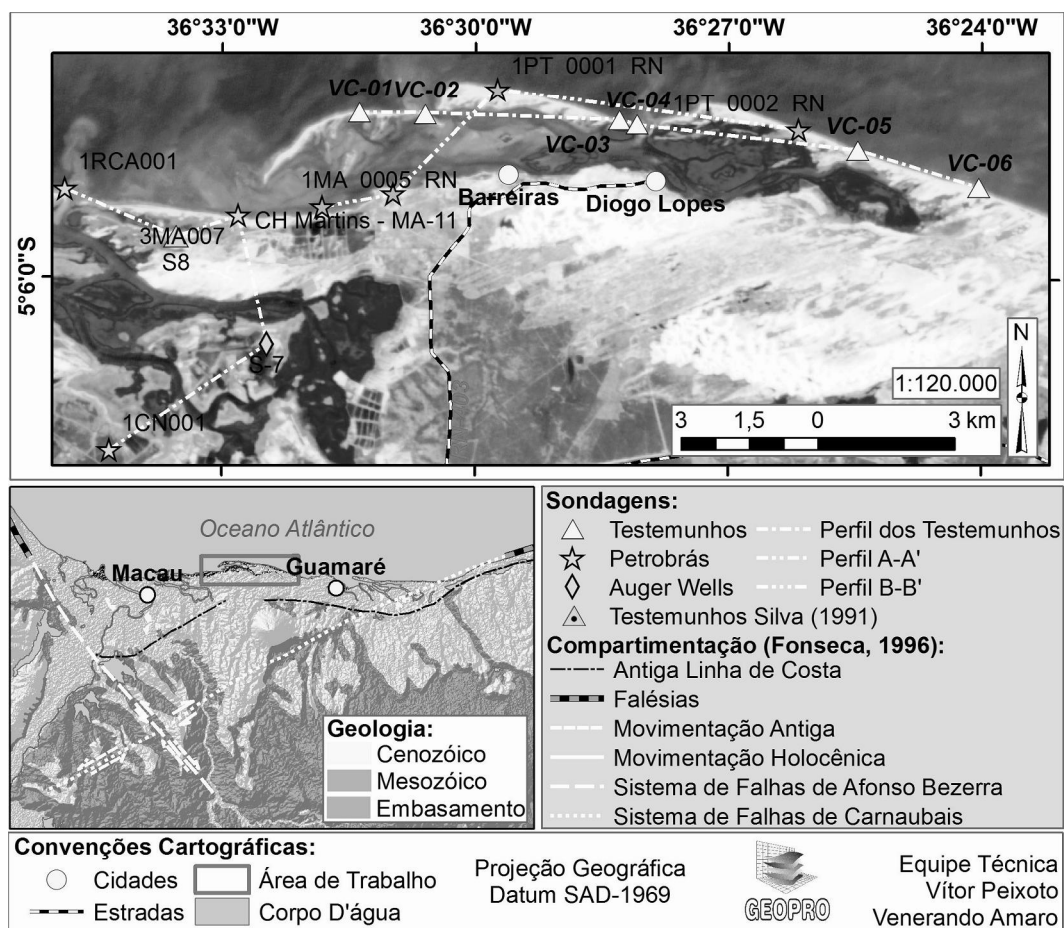 36°33'0"W 36°30'0"W 36°27'0"W 36°24'0"W
1PT 0001 RN
VC-01 VC-02 VC-04 1PT 0002 RN
VC-03 VC-05
1RCA001 1MA 0005 RN VC-06
Barreiras Diogo Lopes
CH Martins - MA-11
3MA007
S8
5°6'0"S
S-7
1CN001
N
1:120.000
3 1,5 0 3 km
Oceano Atlântico
Macau Guamaré
Geologia:
Cenozóico
Mesozóico
Embasamento
Sondagens:
Testemunhos Perfil dos Testemunhos
Petrobrás Perfil A-A'
Auger Wells Perfil B-B'
Testemunhos Silva (1991)
Compartimentação (Fonseca, 1996):
Antiga Linha de Costa
Falésias
Movimentação Antiga
Movimentação Holocênica
Sistema de Falhas de Afonso Bezerra
Sistema de Falhas de Carnaubais
Convenções Cartográficas:
Cidades Área de Trabalho
Estradas Corpo D'água
Projeção Geográfica
Datum SAD-1969
GEOPRO
Equipe Técnica
Vítor Peixoto
Venerando Amaro